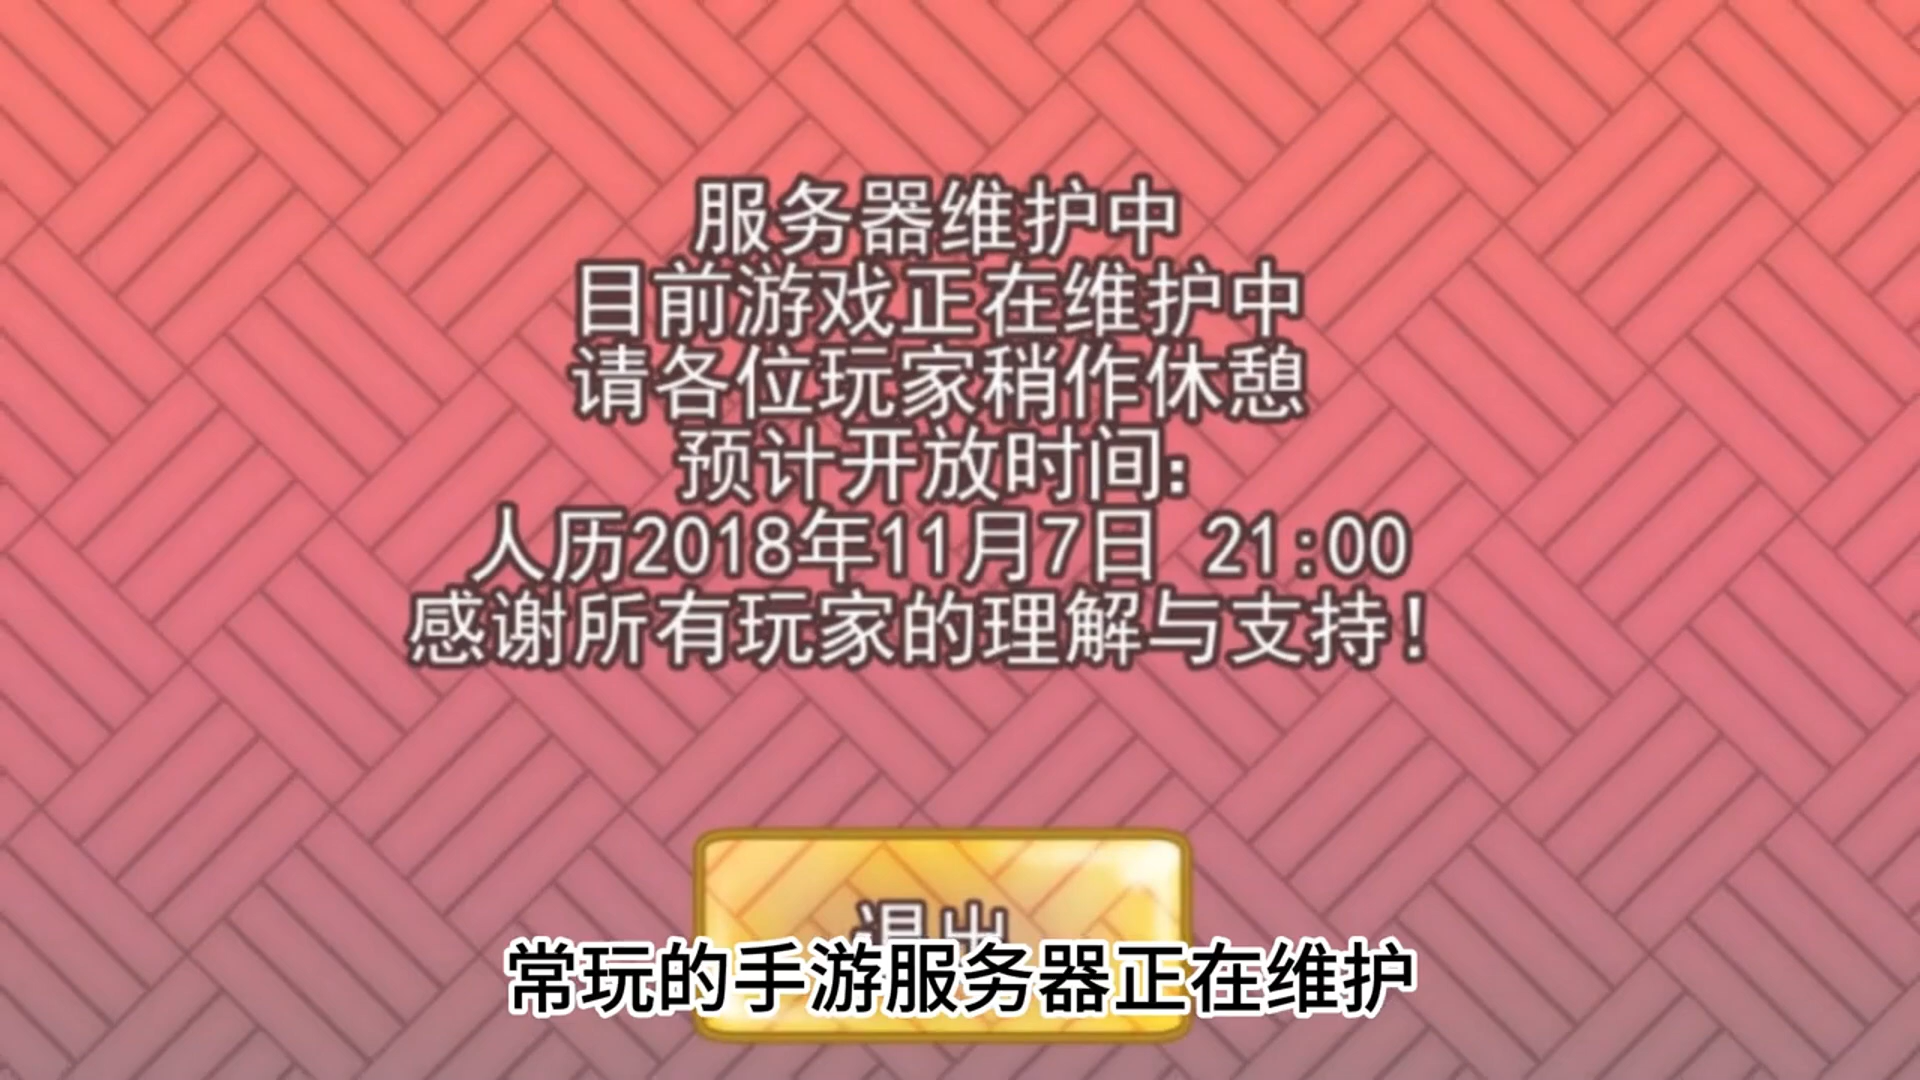 服务器维护中
目前游戏正在维护中
请各位玩家稍作休憩
预计开放时间:
人历2018年11月7日 21:00
感谢所有玩家的理解与支持！
退出
常玩的手游服务器正在维护